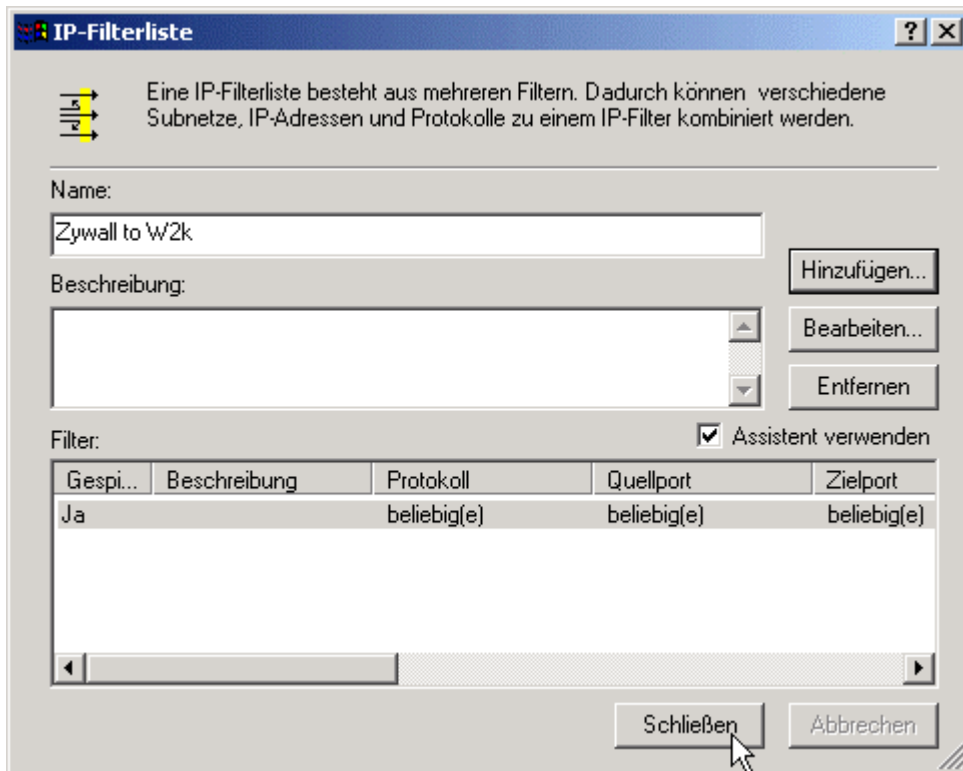 IP-Filterliste
Eine IP-Filterliste besteht aus mehreren Filtern. Dadurch können verschiedene
Subnetze, IP-Adressen und Protokolle zu einem IP-Filter kombiniert werden.
Name:
Zywall to W2k
Hinzufügen...
Beschreibung:
Bearbeiten...
Entfernen
Filter:
Assistent verwenden
Gespi... Beschreibung Protokoll Quellport Zielport
Ja beliebig(e) beliebig(e) beliebig(e)
Schließen Abbrechen